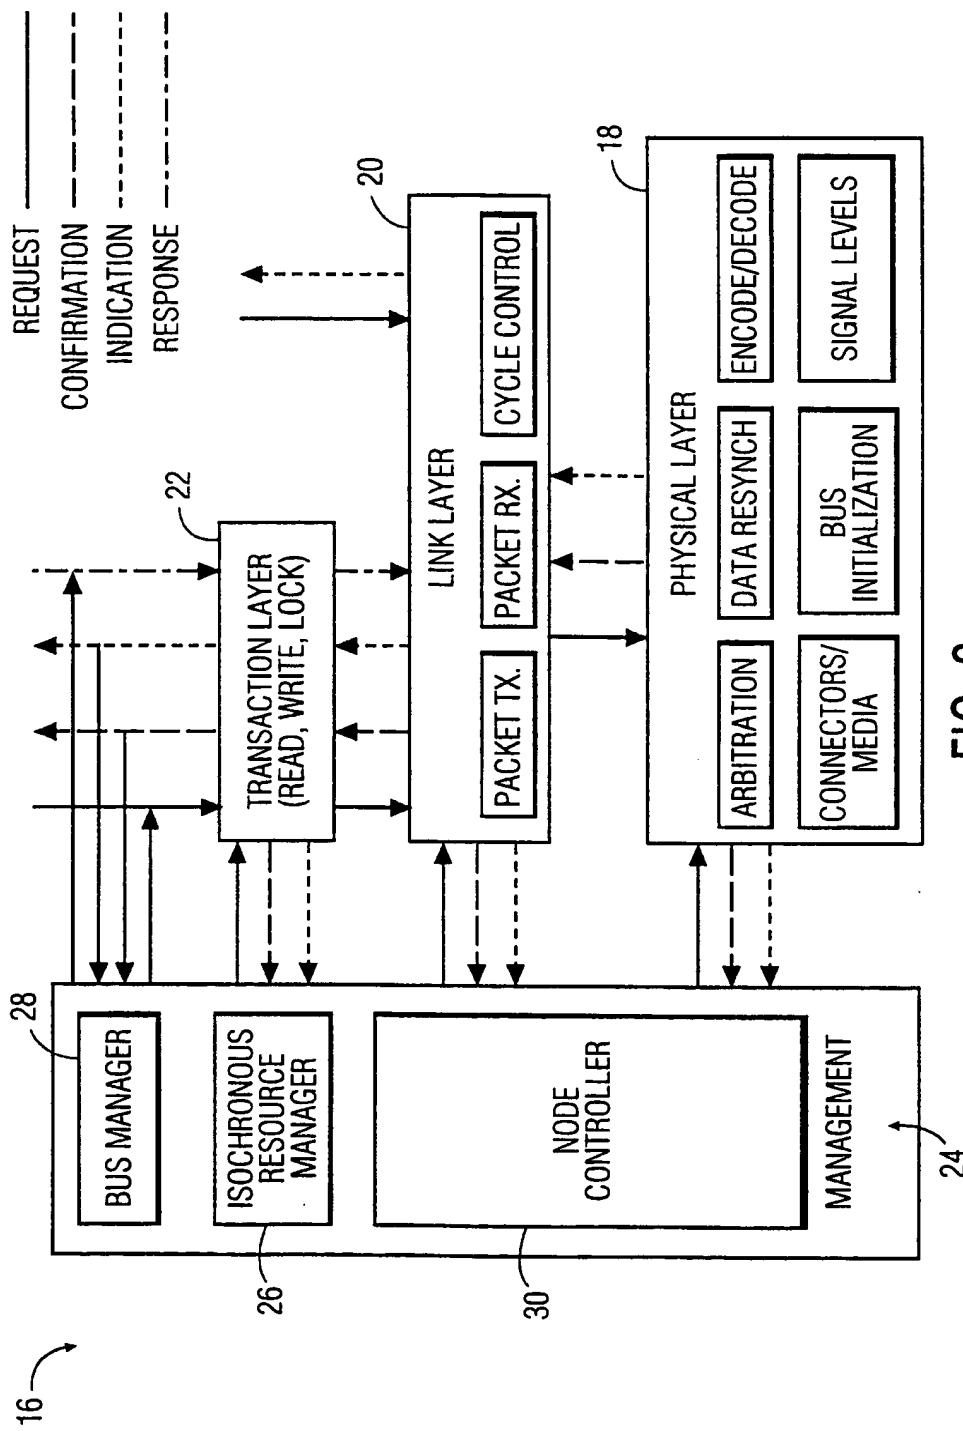 16
REQUEST
CONFIRMATION
INDICATION
RESPONSE
28
BUS MANAGER
26
ISOCHRONOUS
RESOURCE
MANAGER
30
NODE
CONTROLLER
MANAGEMENT
24
22
TRANSACTION LAYER
(READ, WRITE, LOCK)
20
LINK LAYER
PACKET TX.
PACKET RX.
CYCLE CONTROL
18
PHYSICAL LAYER
ARBITRATION
DATA RESYNCH
ENCODE/DECODE
CONNECTORS/
MEDIA
BUS
INITIALIZATION
SIGNAL LEVELS
FIG.